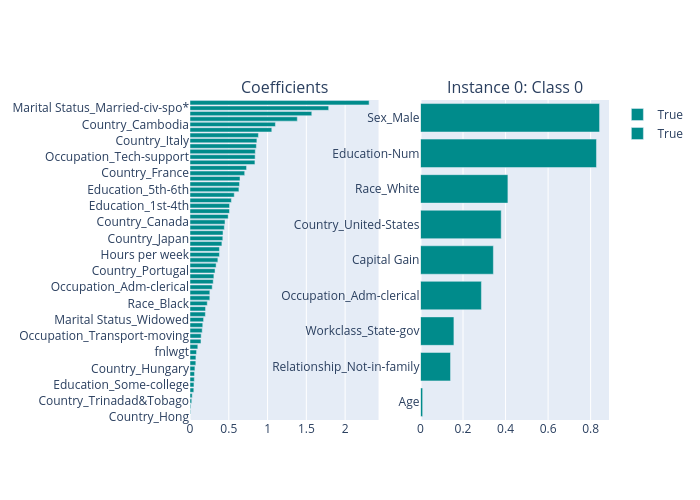 Coefficients
Marital Status_Married-civ-spo*
Country_Cambodia
Country_Italy
Occupation_Tech-support
Country_France
Education_5th-6th
Education_1st-4th
Country_Canada
Country_Japan
Hours per week
Country_Portugal
Occupation_Adm-clerical
Race_Black
Marital Status_Widowed
Occupation_Transport-moving
fnlwgt
Country_Hungary
Education_Some-college
Country_Trinadad&Tobago
Country_Hong
0 0.5 1 1.5 2
Instance 0: Class 0
Sex_Male
Education-Num
Race_White
Country_United-States
Capital Gain
Occupation_Adm-clerical
Workclass_State-gov
Relationship_Not-in-family
Age
0 0.2 0.4 0.6 0.8
True
True